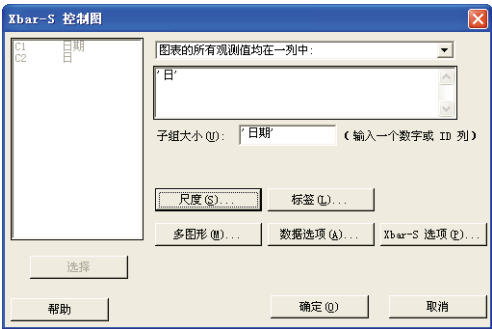 Xbar-S 控制图
C1 日期
C2 日
图表的所有观测值均在一列中:
'日'
子组大小(U): '日期' (输入一个数字或 ID 列)
尺度(S)... 标签(L)...
多图形(M)... 数据选项(A)... Xbar-S 选项(P)...
选择
帮助 确定(O) 取消